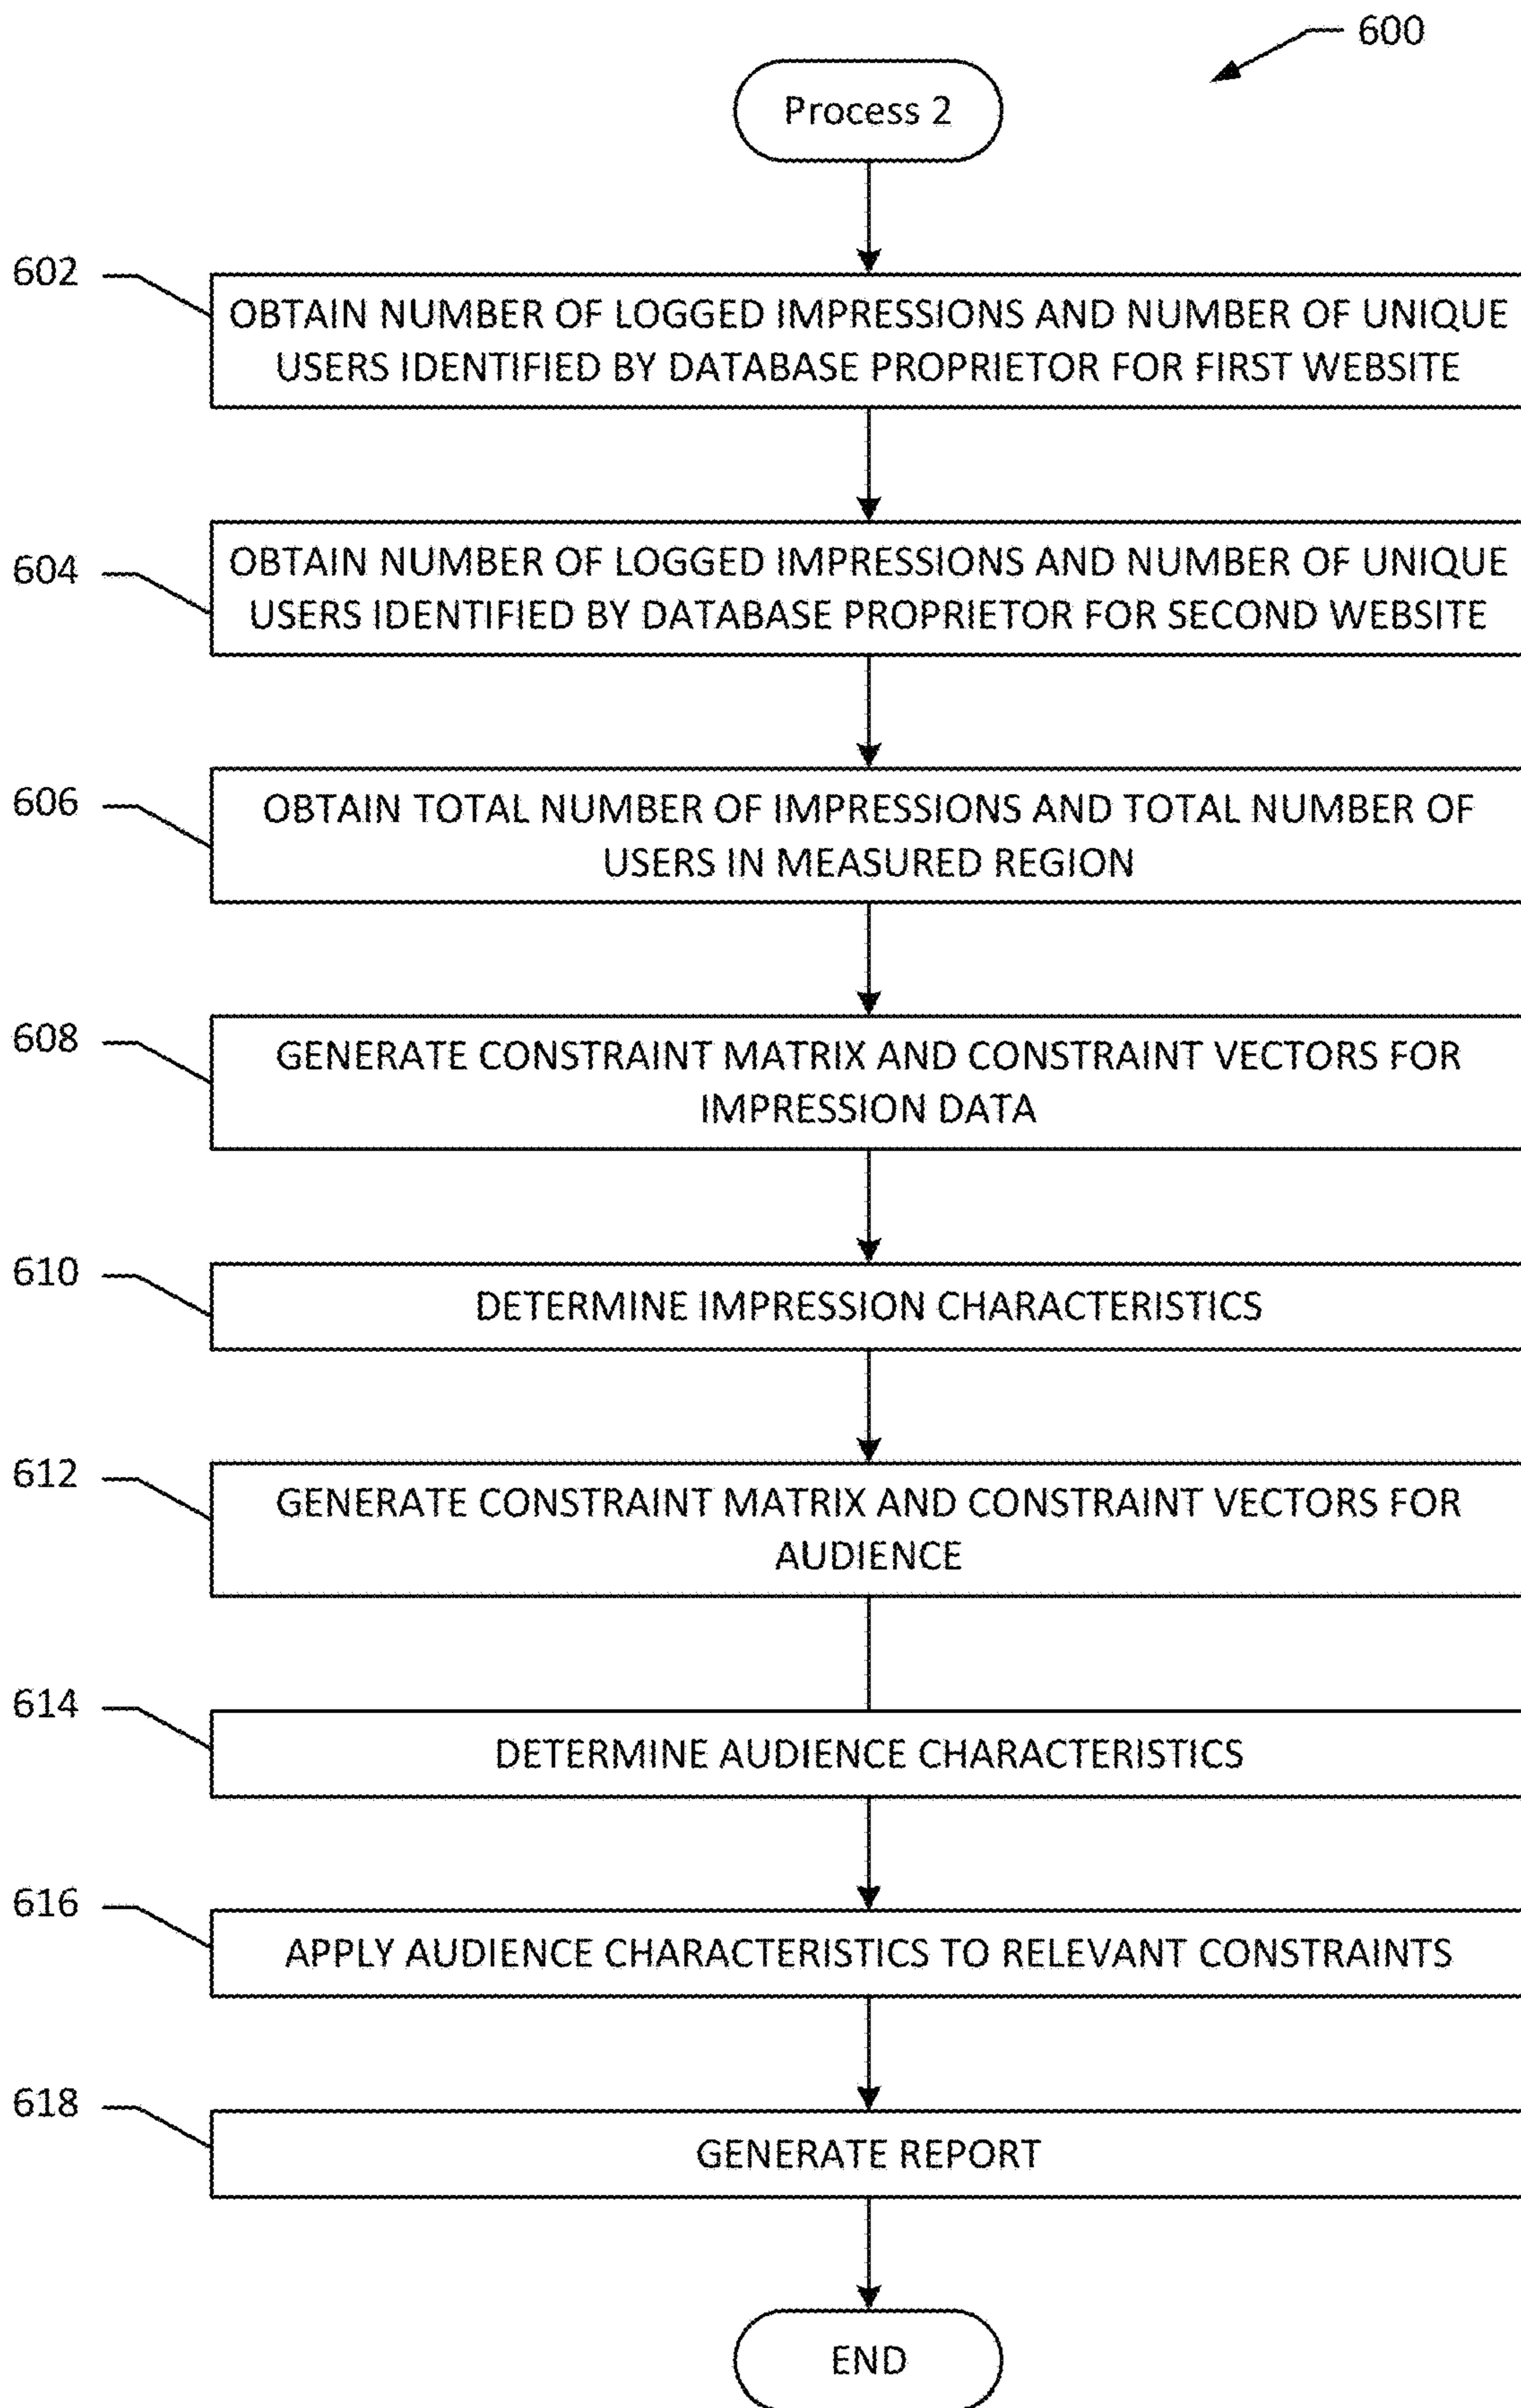 600
Process 2
602
OBTAIN NUMBER OF LOGGED IMPRESSIONS AND NUMBER OF UNIQUE
USERS IDENTIFIED BY DATABASE PROPRIETOR FOR FIRST WEBSITE
604
OBTAIN NUMBER OF LOGGED IMPRESSIONS AND NUMBER OF UNIQUE
USERS IDENTIFIED BY DATABASE PROPRIETOR FOR SECOND WEBSITE
606
OBTAIN TOTAL NUMBER OF IMPRESSIONS AND TOTAL NUMBER OF
USERS IN MEASURED REGION
608
GENERATE CONSTRAINT MATRIX AND CONSTRAINT VECTORS FOR
IMPRESSION DATA
610
DETERMINE IMPRESSION CHARACTERISTICS
612
GENERATE CONSTRAINT MATRIX AND CONSTRAINT VECTORS FOR
AUDIENCE
614
DETERMINE AUDIENCE CHARACTERISTICS
616
APPLY AUDIENCE CHARACTERISTICS TO RELEVANT CONSTRAINTS
618
GENERATE REPORT
END